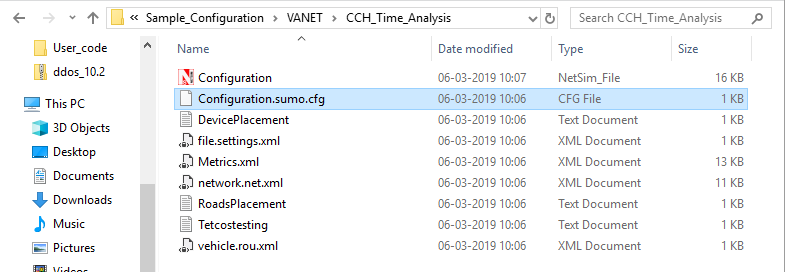 « Sample_Configuration > VANET > CCH_Time_Analysis Search CCH_Time_Analysis
User_code
ddos_10.2
This PC
3D Objects
Desktop
Documents
Downloads
Music
Pictures
Name Date modified Type Size
Configuration 06-03-2019 10:07 NetSim_File 16 KB
Configuration.sumo.cfg 06-03-2019 10:06 CFG File 1 KB
DevicePlacement 06-03-2019 10:06 Text Document 1 KB
file.settings.xml 06-03-2019 10:06 XML Document 1 KB
Metrics.xml 06-03-2019 10:06 XML Document 13 KB
network.net.xml 06-03-2019 10:06 XML Document 11 KB
RoadsPlacement 06-03-2019 10:06 Text Document 1 KB
Tetcostesting 06-03-2019 10:06 Text Document 1 KB
vehicle.rou.xml 06-03-2019 10:06 XML Document 1 KB